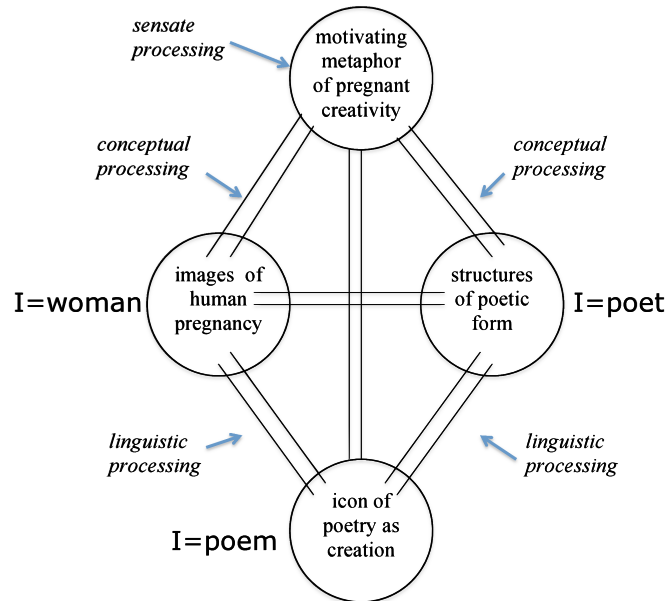 sensate
processing
motivating
metaphor
of pregnant
creativity
conceptual
processing
conceptual
processing
I=woman
images of
human
pregnancy
structures
of poetic
form
I=poet
linguistic
processing
linguistic
processing
I=poem
icon of
poetry as
creation